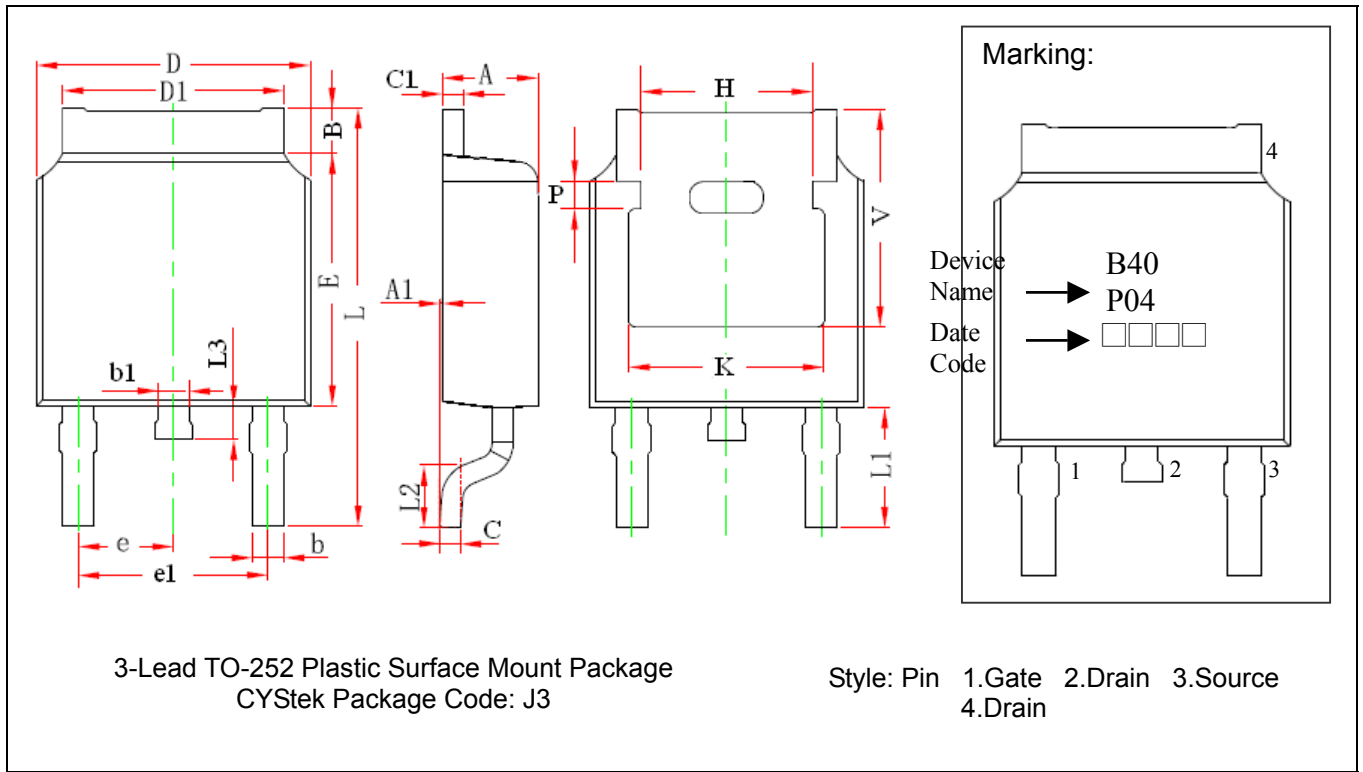 D
D1
B
E
L
L3
b1
e
e1
b
C1
A
A1
L2
C
H
P
V
K
L1
Marking:
4
Device
Name
B40
P04
Date
Code
□□□□
1
2
3
3-Lead TO-252 Plastic Surface Mount Package
CYStek Package Code: J3
Style: Pin 1.Gate 2.Drain 3.Source
4.Drain